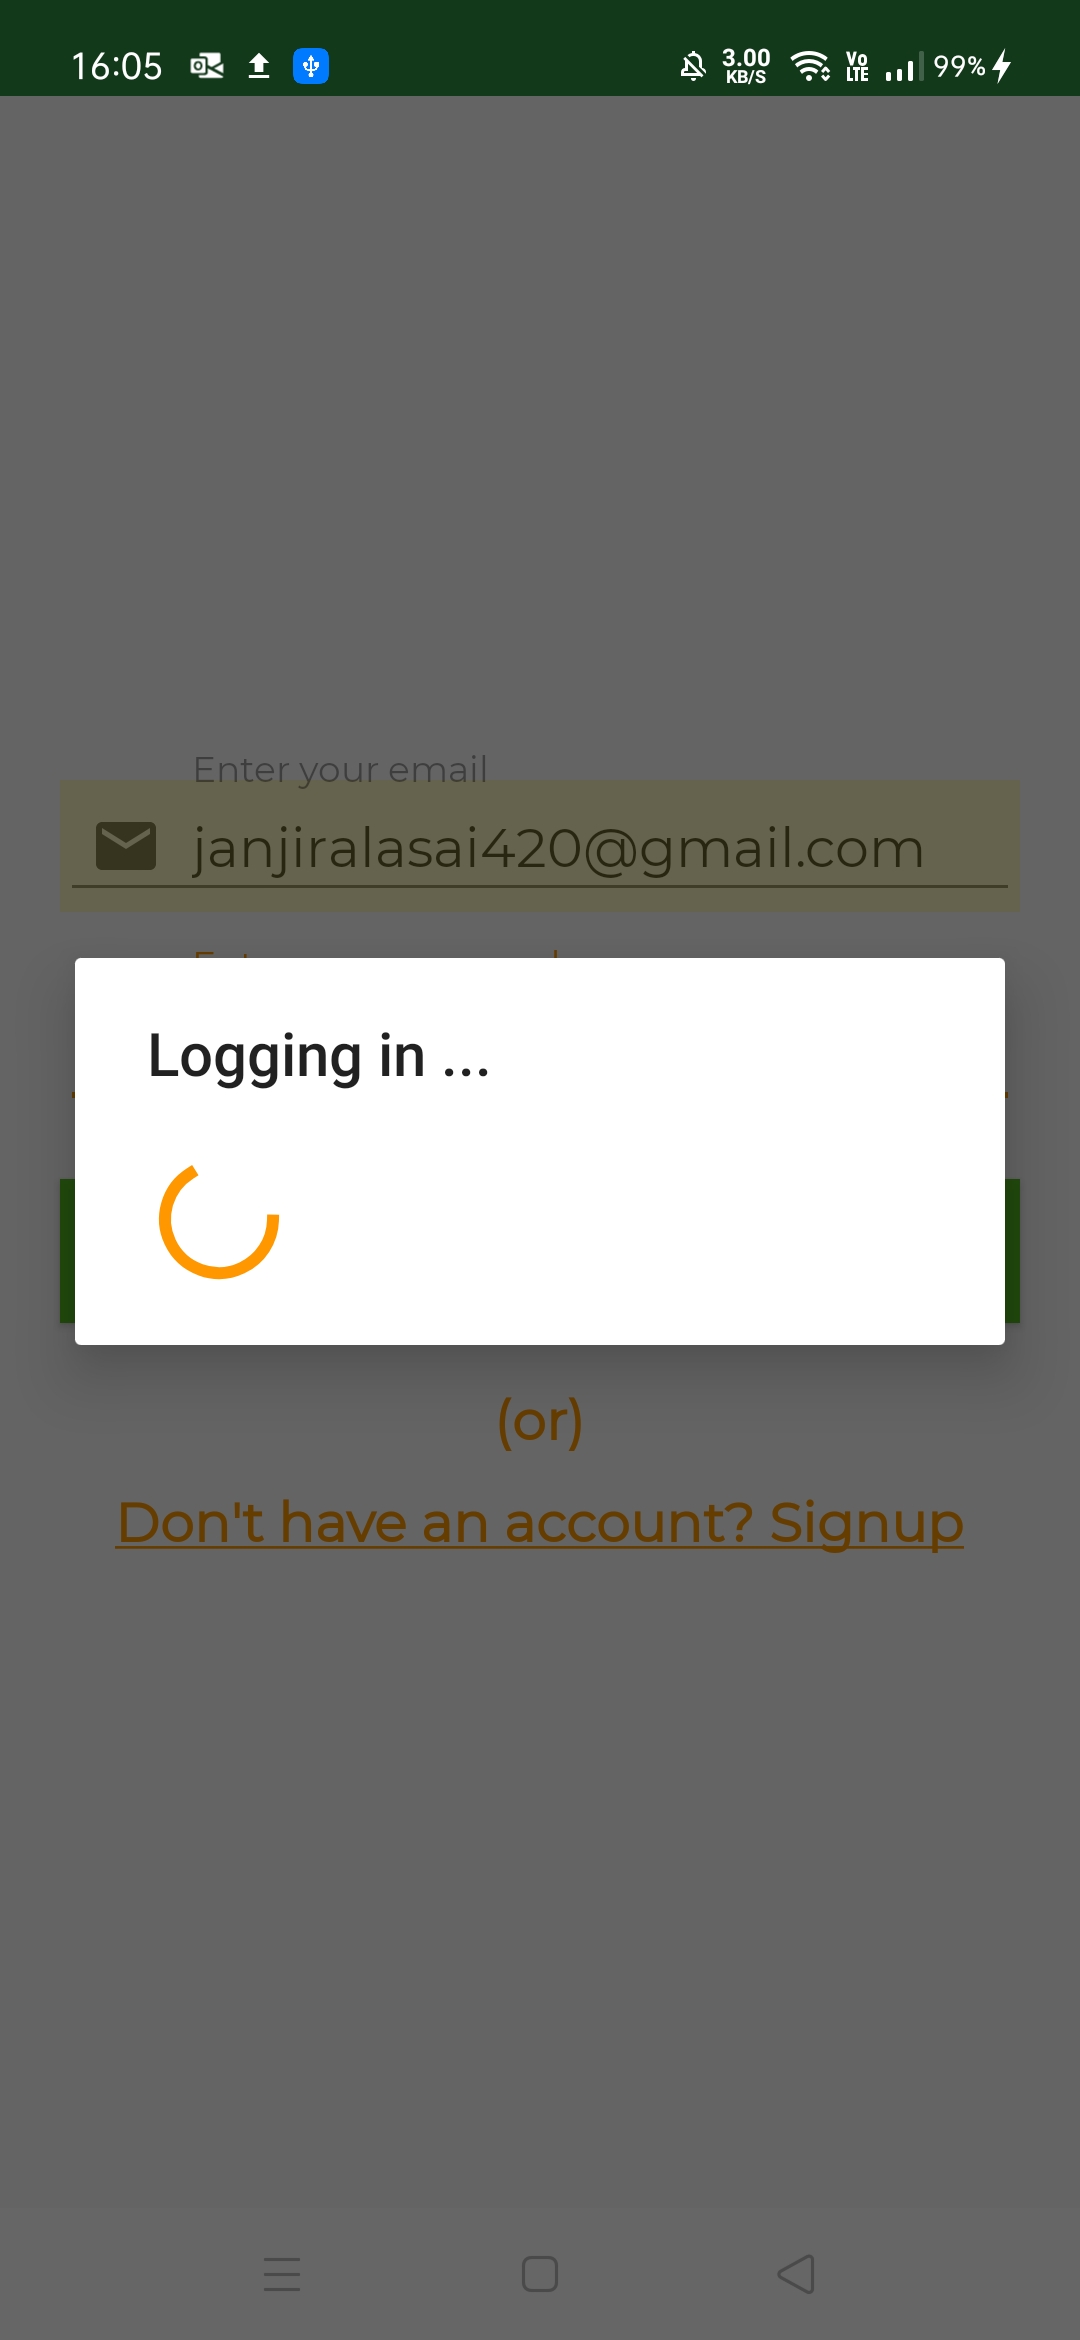 16:05 3.00 KB/S Vo LTE 99%
Enter your email
janjiralasai420@gmail.com
Logging in ...
(or)
Don't have an account? Signup